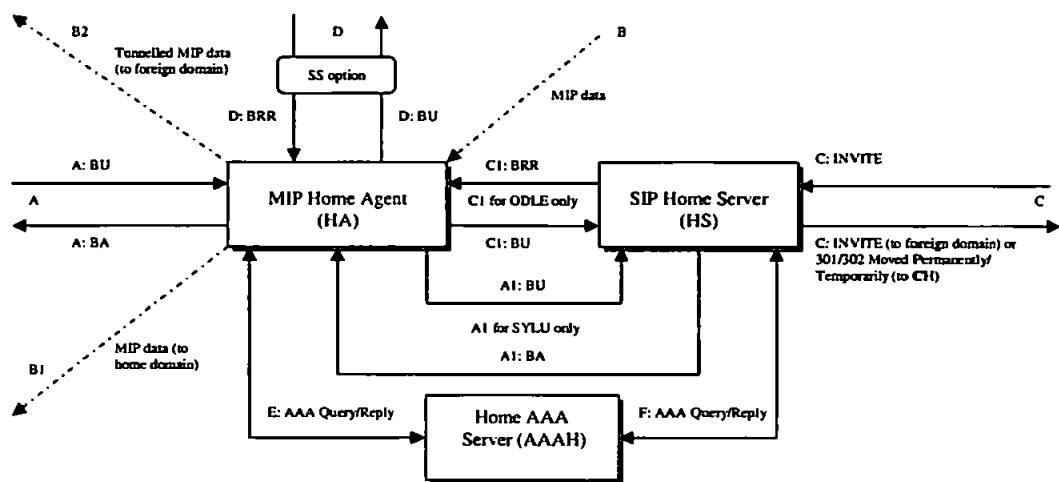 B2
D
B
Tunnelled MIP data
(to foreign domain)
SS option
MIP data
D: BRR
D: BU
A: BU
C1: BRR
C: INVITE
A
MIP Home Agent
(HA)
C1 for ODLE only
SIP Home Server
(HS)
C
A: BA
C1: BU
C: INVITE (to foreign domain) or
301/302 Moved Permanently/
Temporarily (to CH)
A1: BU
A1 for SYLU only
B1
MIP data (to
home domain)
A1: BA
E: AAA Query/Reply
Home AAA
Server (AAAH)
F: AAA Query/Reply